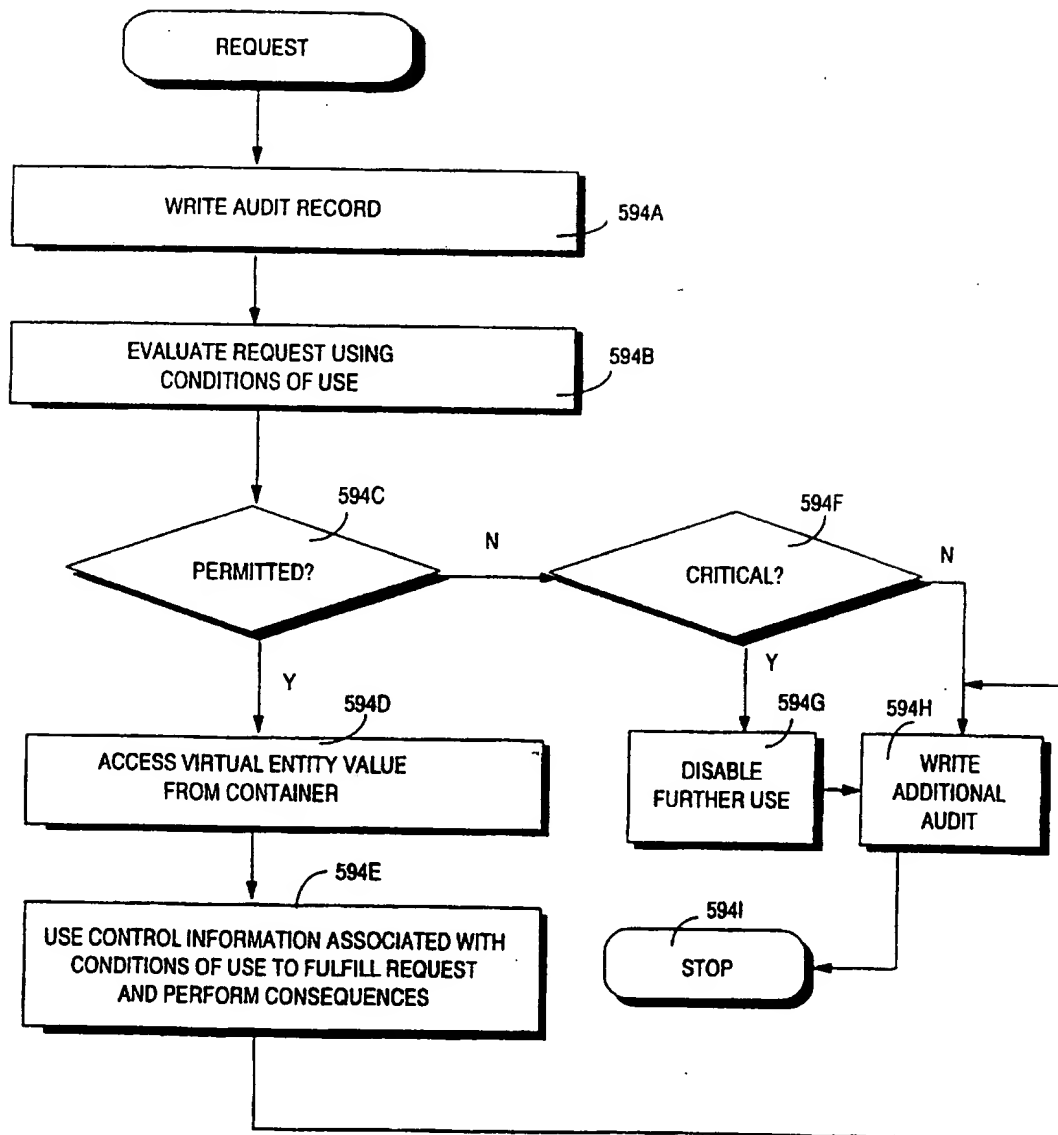 REQUEST
WRITE AUDIT RECORD
594A
EVALUATE REQUEST USING
CONDITIONS OF USE
594B
594C
PERMITTED?
N
Y
594F
CRITICAL?
N
Y
594D
ACCESS VIRTUAL ENTITY VALUE
FROM CONTAINER
594G
DISABLE
FURTHER USE
594H
WRITE
ADDITIONAL
AUDIT
594E
USE CONTROL INFORMATION ASSOCIATED WITH
CONDITIONS OF USE TO FULFILL REQUEST
AND PERFORM CONSEQUENCES
594I
STOP